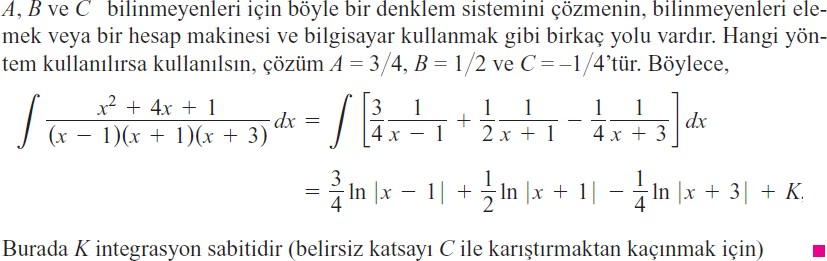 A, B ve C bilinmeyenleri için böyle bir denklem sistemini çözmenin, bilinmeyenleri ele-
mek veya bir hesap makinesi ve bilgisayar kullanmak gibi birkaç yolu vardır. Hangi yön-
tem kullanılırsa kullanılsın, çözüm A = 3/4, B = 1/2 ve C = –1/4’tür. Böylece,
∫ (x² + 4x + 1)/((x − 1)(x + 1)(x + 3)) dx = ∫ [3/4 1/(x − 1) + 1/2 1/(x + 1) − 1/4 1/(x + 3)] dx
= 3/4 ln |x − 1| + 1/2 ln |x + 1| − 1/4 ln |x + 3| + K.
Burada K integrasyon sabitidir (belirsiz katsayı C ile karıştırmaktan kaçınmak için)